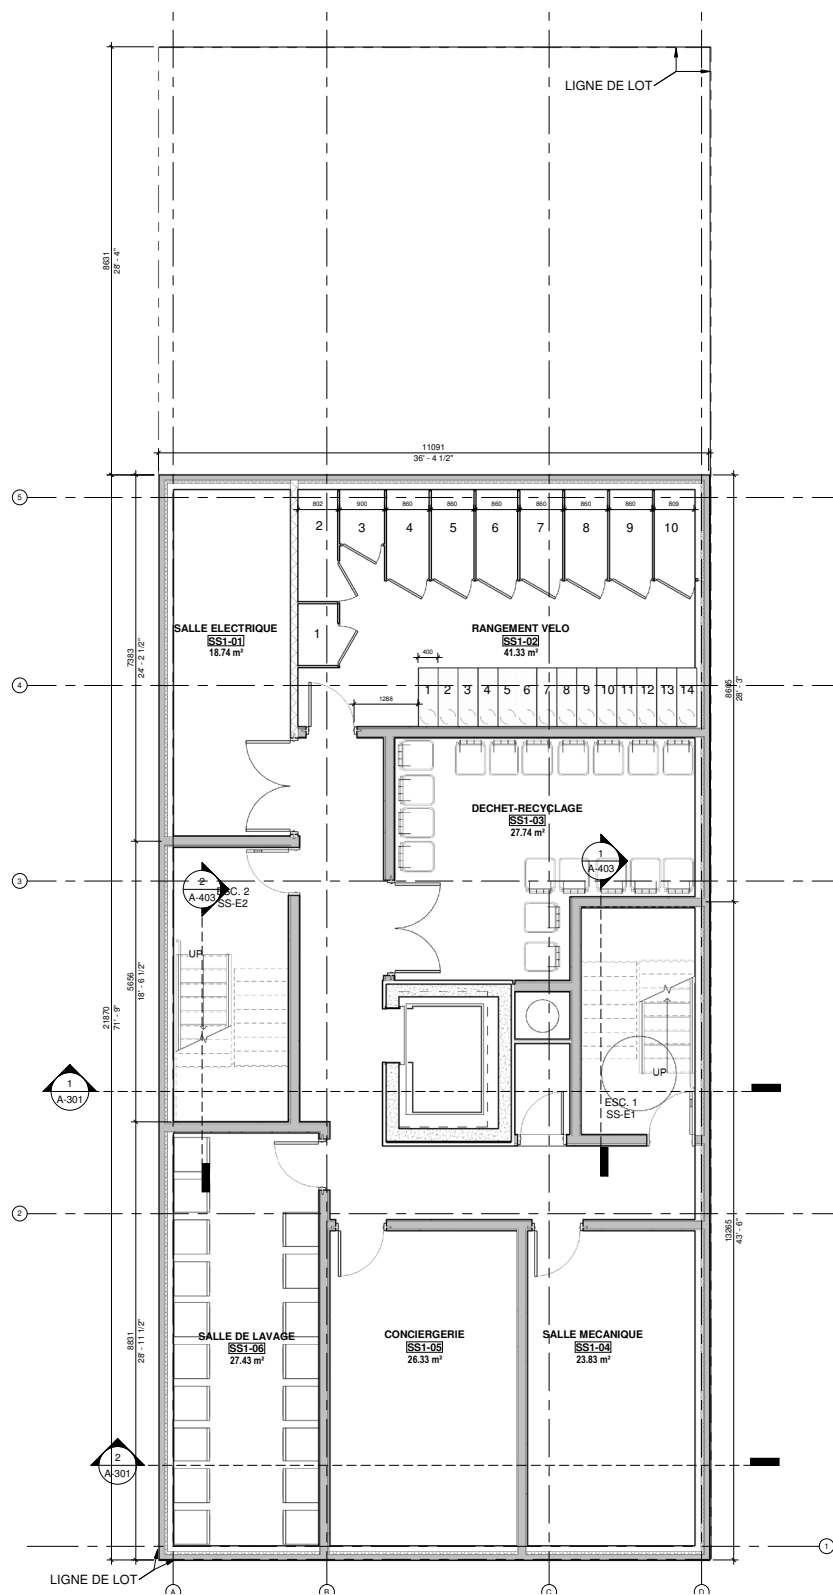 LIGNE DE LOT
8631
28' - 4"
11091
36' - 4 1/2"
5
802
900
860
860
860
860
860
860
809
2
3
4
5
6
7
8
9
10
SALLE ELECTRIQUE
SS1-01
18.74 m²
1
RANGEMENT VELO
SS1-02
41.33 m²
7383
24' - 2 1/2"
400
4
1 2 3 4 5 6 7 8 9 10 11 12 13 14
8605
28' - 3"
1288
DECHET-RECYCLAGE
SS1-03
27.74 m²
1
A-403
3
2
A-403
ESC. 2
SS-E2
UP
5656
18' - 6 1/2"
21870
71' - 9"
1
A-301
UP
ESC. 1
SS-E1
2
13265
43' - 6"
8831
28' - 11 1/2"
SALLE DE LAVAGE
SS1-06
27.43 m²
CONCIERGERIE
SS1-05
26.33 m²
SALLE MECANIQUE
SS1-04
23.83 m²
2
A-301
1
LIGNE DE LOT
A
B
C
D